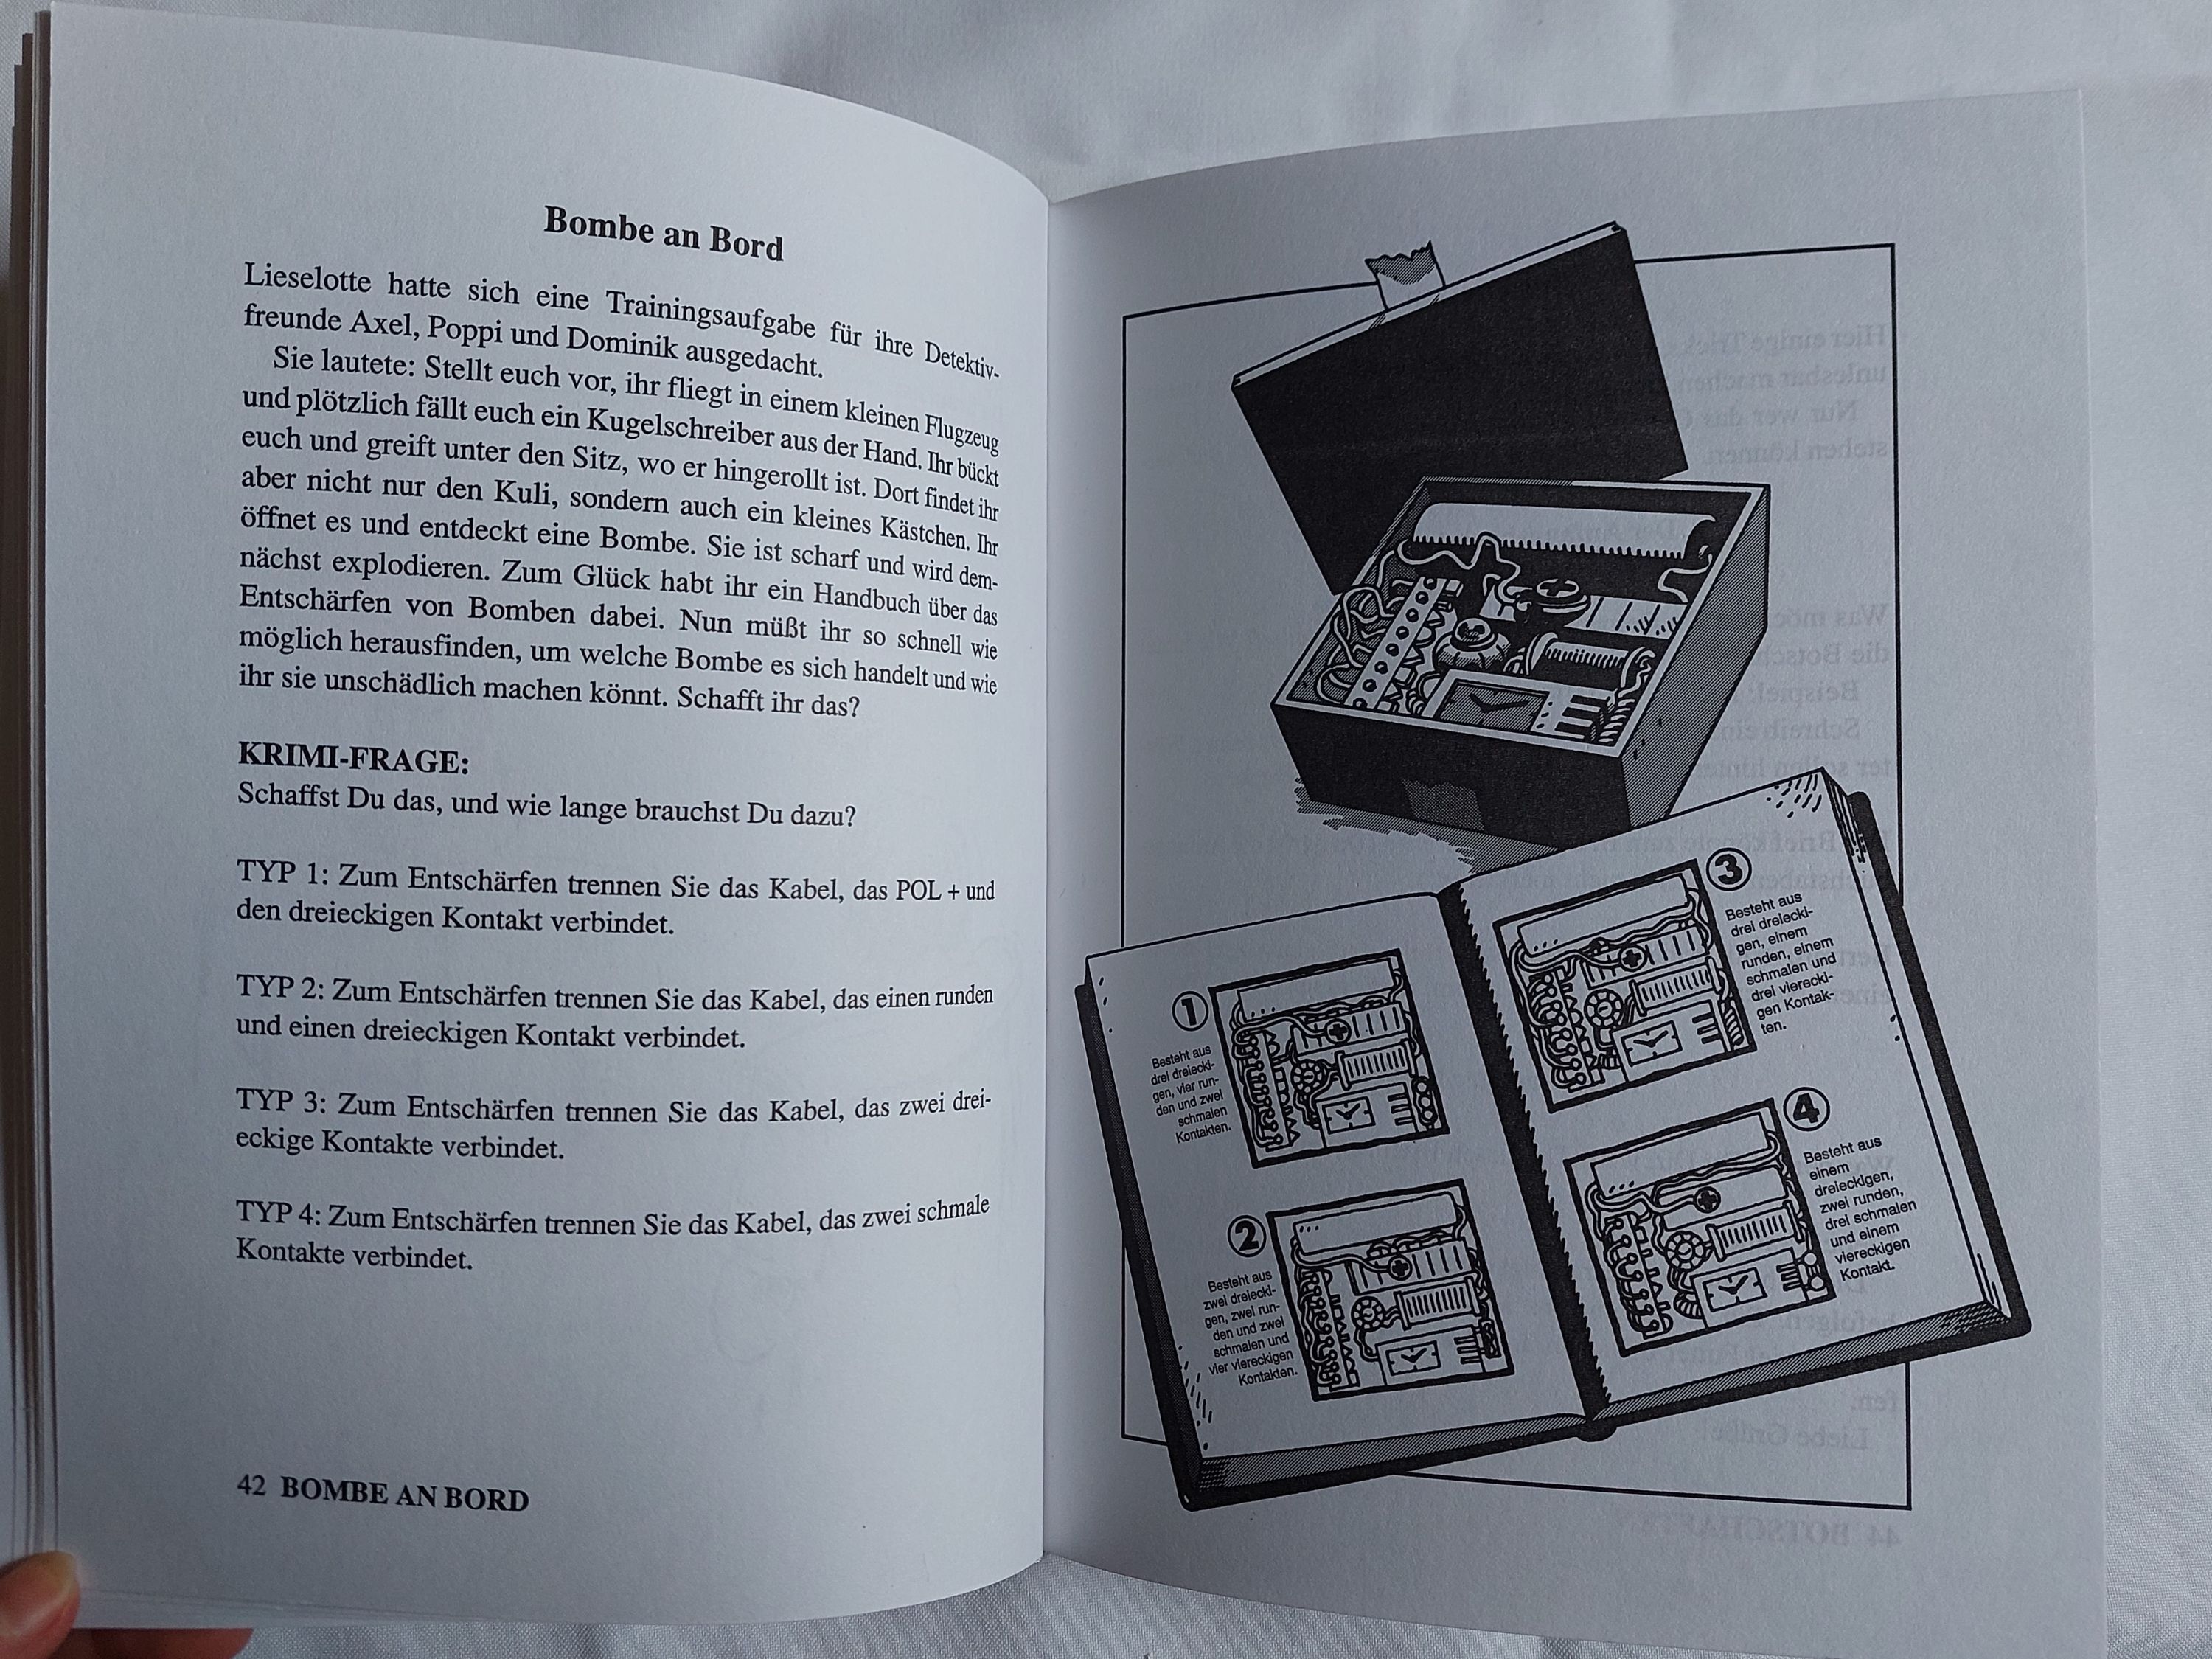 Bombe an Bord
Lieselotte hatte sich eine Trainingsaufgabe für ihre Detektiv-
freunde Axel, Poppi und Dominik ausgedacht.
Sie lautete: Stellt euch vor, ihr fliegt in einem kleinen Flugzeug
und plötzlich fällt euch ein Kugelschreiber aus der Hand. Ihr bückt
euch und greift unter den Sitz, wo er hingerollt ist. Dort findet ihr
aber nicht nur den Kuli, sondern auch ein kleines Kästchen. Ihr
öffnet es und entdeckt eine Bombe. Sie ist scharf und wird dem-
nächst explodieren. Zum Glück habt ihr ein Handbuch über das
Entschärfen von Bomben dabei. Nun müßt ihr so schnell wie
möglich herausfinden, um welche Bombe es sich handelt und wie
ihr sie unschädlich machen könnt. Schafft ihr das?
KRIMI-FRAGE:
Schaffst Du das, und wie lange brauchst Du dazu?
TYP 1: Zum Entschärfen trennen Sie das Kabel, das POL + und
den dreieckigen Kontakt verbindet.
TYP 2: Zum Entschärfen trennen Sie das Kabel, das einen runden
und einen dreieckigen Kontakt verbindet.
TYP 3: Zum Entschärfen trennen Sie das Kabel, das zwei drei-
eckige Kontakte verbindet.
TYP 4: Zum Entschärfen trennen Sie das Kabel, das zwei schmale
Kontakte verbindet.
42 BOMBE AN BORD
1
Besteht aus
drei dreiecki-
gen, vier run-
den und zwei
schmalen
Kontakten.
2
Besteht aus
zwei dreiecki-
gen, zwei run-
den und zwei
schmalen und
vier viereckigen
Kontakten.
3
Besteht aus
drei dreiecki-
gen, einem
runden, einem
schmalen und
drei vierecki-
gen Kontak-
ten.
4
Besteht aus
einem
dreieckigen,
zwei runden,
drei schmalen
und einem
viereckigen
Kontakt.